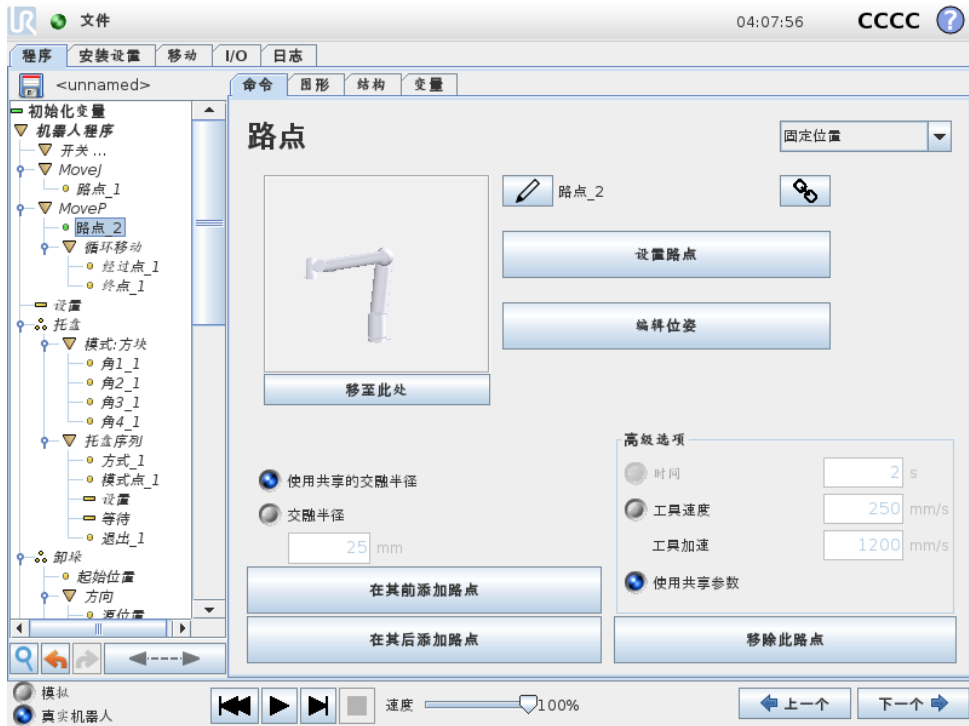 UR 文件 04:07:56 CCCC ?
程序 安装设置 移动 I/O 日志
<unnamed>
命令 图形 结构 变量
初始化变量
机器人程序
开关 ...
MoveJ
路点_1
MoveP
路点_2
循环移动
经过点_1
终点_1
设置
托盘
模式:方块
角1_1
角2_1
角3_1
角4_1
托盘序列
方式_1
模式点_1
设置
等待
退出_1
卸垛
起始位置
方向
源位置
路点
固定位置
路点_2
设置路点
编辑位姿
移至此处
使用共享的交融半径
交融半径
25 mm
高级选项
时间 2 s
工具速度 250 mm/s
工具加速 1200 mm/s
使用共享参数
在其前添加路点
在其后添加路点
移除此路点
模拟
真实机器人
速度 100%
上一个 下一个